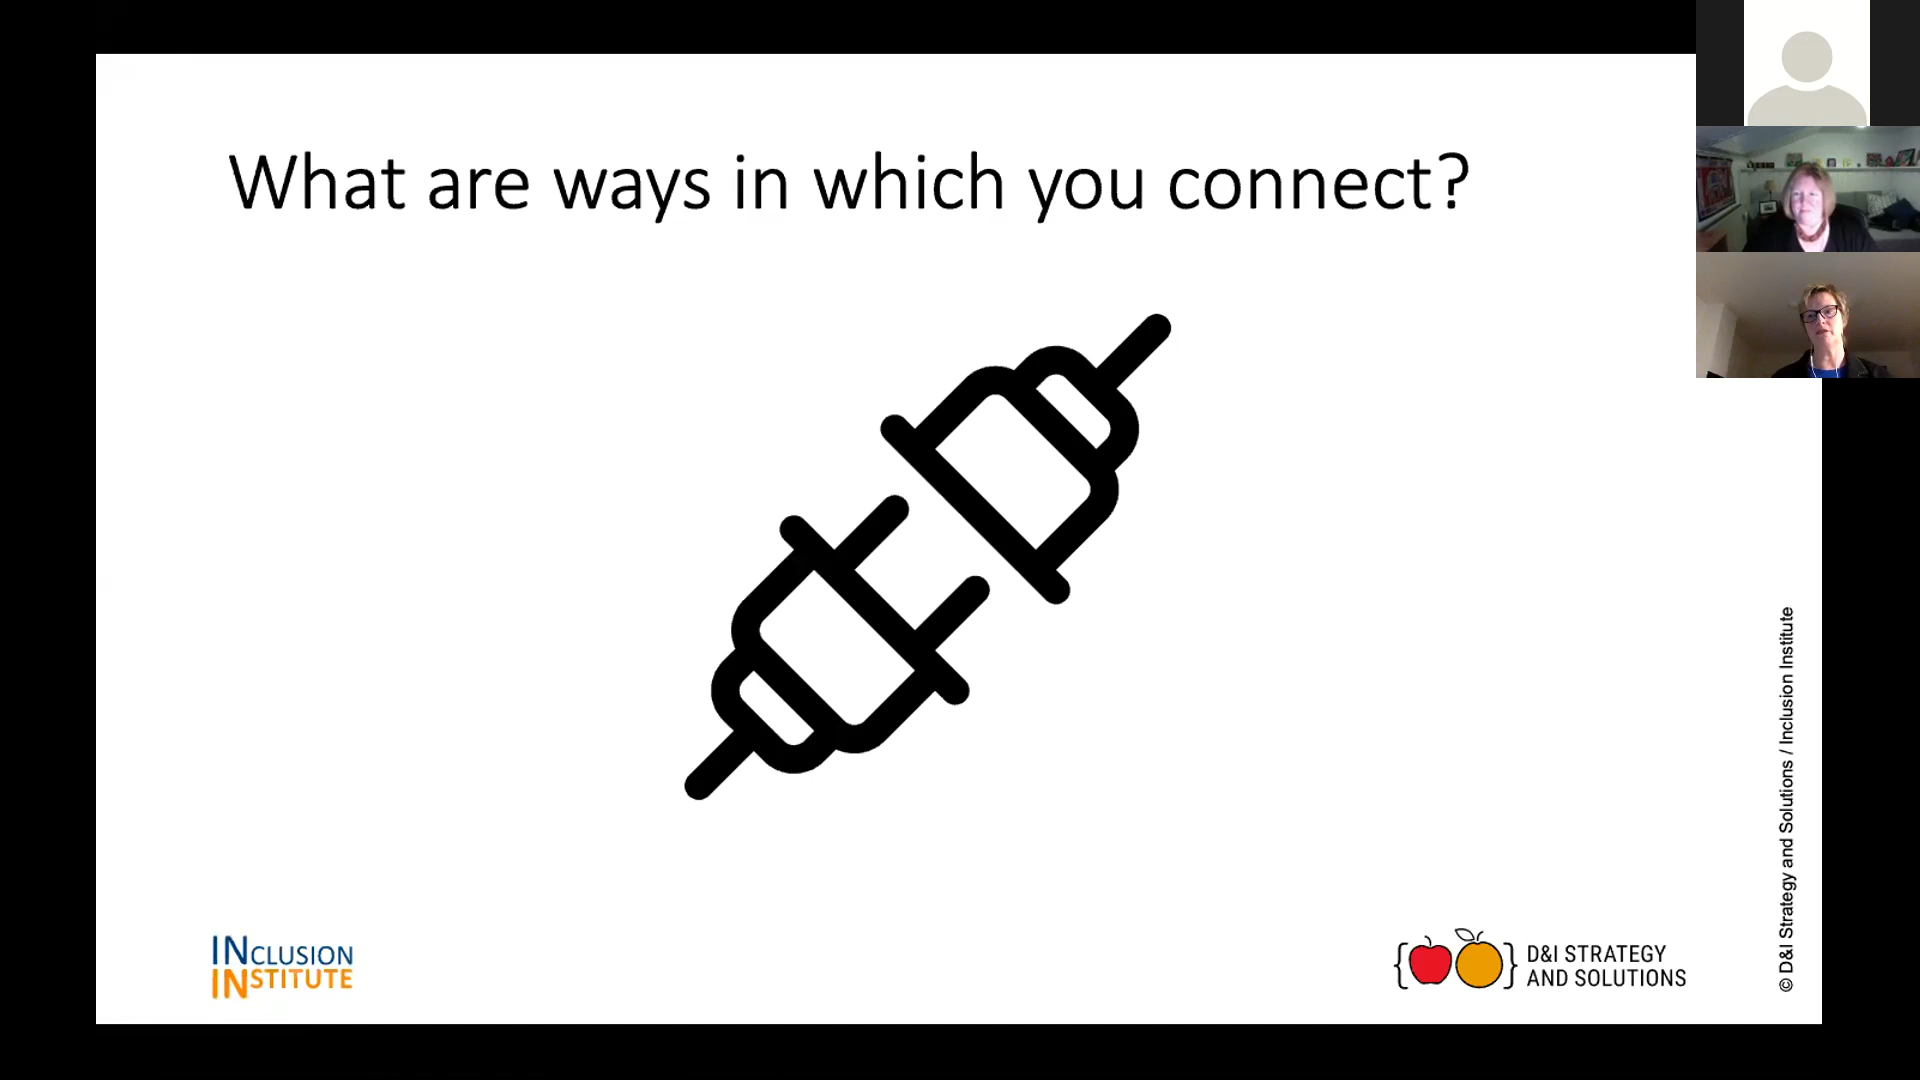 What are ways in which you connect?
INCLUSION
INSTITUTE
D&I STRATEGY
AND SOLUTIONS
© D&I Strategy and Solutions / Inclusion Institute